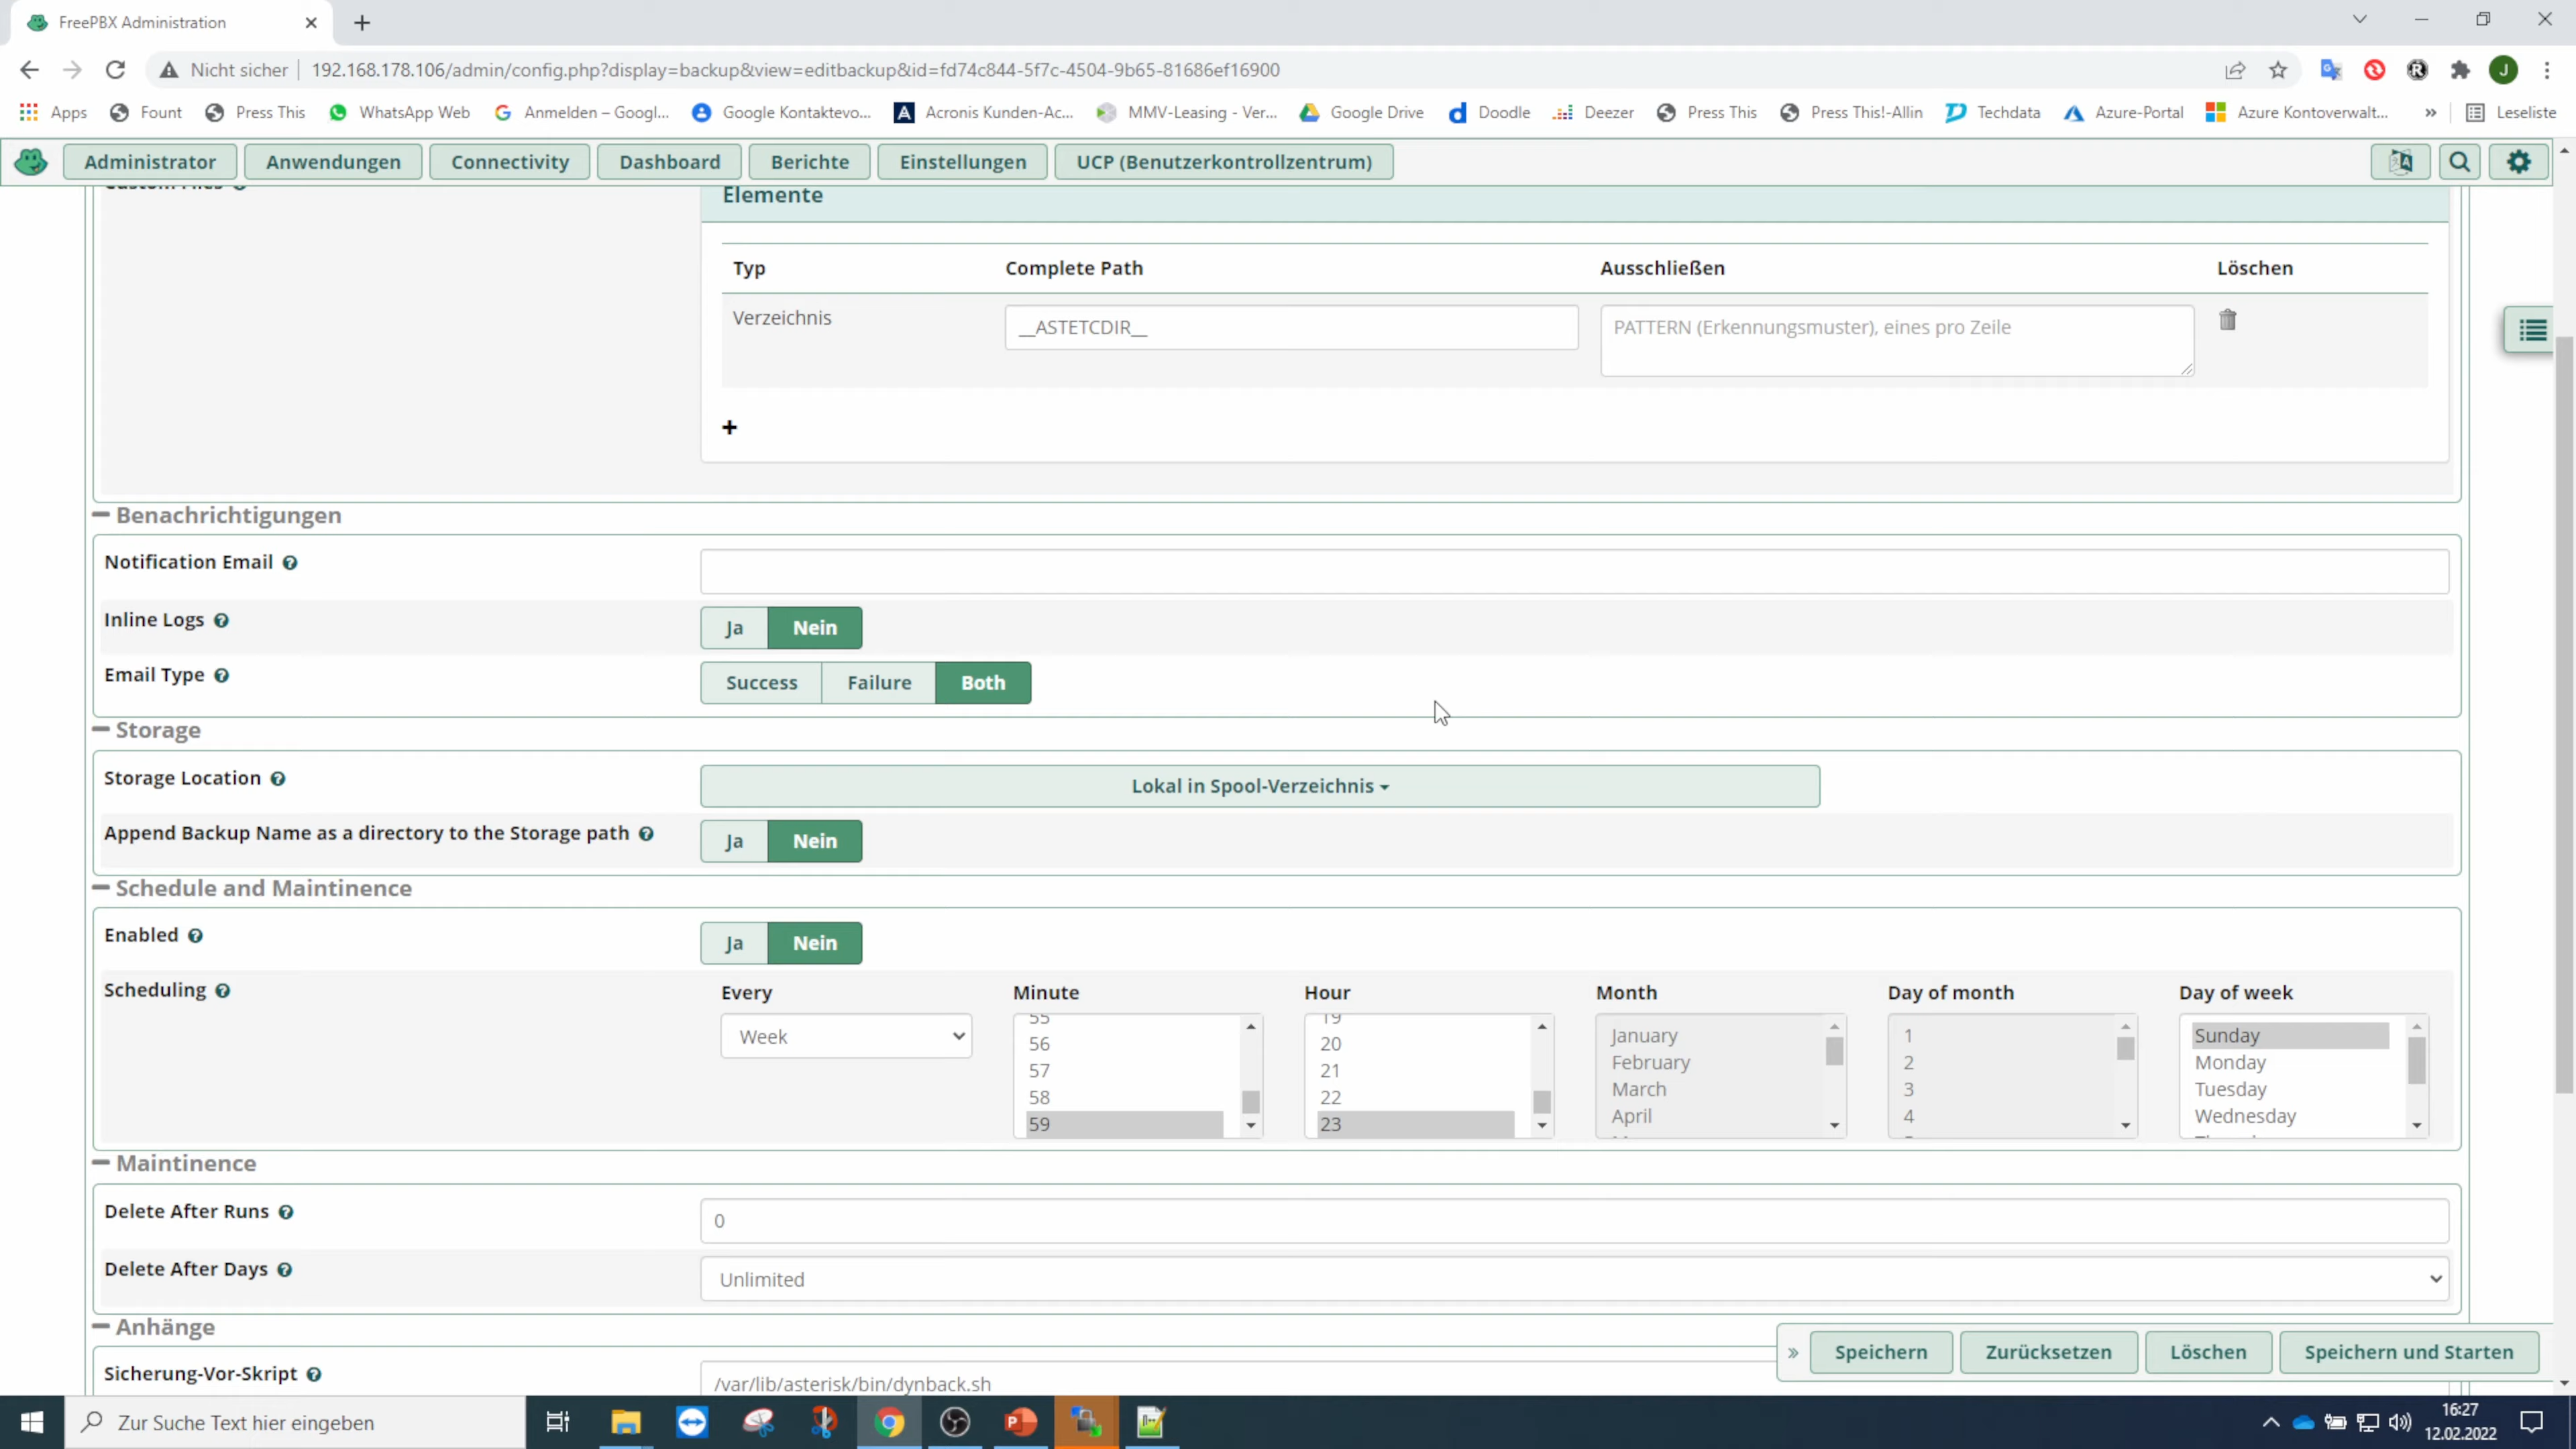 FreePBX Administration
Nicht sicher 192.168.178.106/admin/config.php?display=backup&view=editbackup&id=fd74c844-5f7c-4504-9b65-81686ef16900
Apps Fount Press This WhatsApp Web Anmelden – Googl... Google Kontaktevo... Acronis Kunden-Ac... MMV-Leasing - Ver... Google Drive Doodle Deezer Press This Press This!-Allin Techdata Azure-Portal Azure Kontoverwalt... » Leseliste
Administrator Anwendungen Connectivity Dashboard Berichte Einstellungen UCP (Benutzerkontrollzentrum)
Custom Files
Elemente
Typ Complete Path Ausschließen Löschen
Verzeichnis __ASTETCDIR__ PATTERN (Erkennungsmuster), eines pro Zeile
+
Benachrichtigungen
Notification Email
Inline Logs Ja Nein
Email Type Success Failure Both
Storage
Storage Location Lokal in Spool-Verzeichnis
Append Backup Name as a directory to the Storage path Ja Nein
Schedule and Maintinence
Enabled Ja Nein
Scheduling Every Minute Hour Month Day of month Day of week
55 19
Week 56 20 January 1 Sunday
57 21 February 2 Monday
58 22 March 3 Tuesday
59 23 April 4 Wednesday
Maintinence
Delete After Runs 0
Delete After Days Unlimited
Anhänge
» Speichern Zurücksetzen Löschen Speichern und Starten
Sicherung-Vor-Skript /var/lib/asterisk/bin/dynback.sh
Zur Suche Text hier eingeben
16:27
12.02.2022